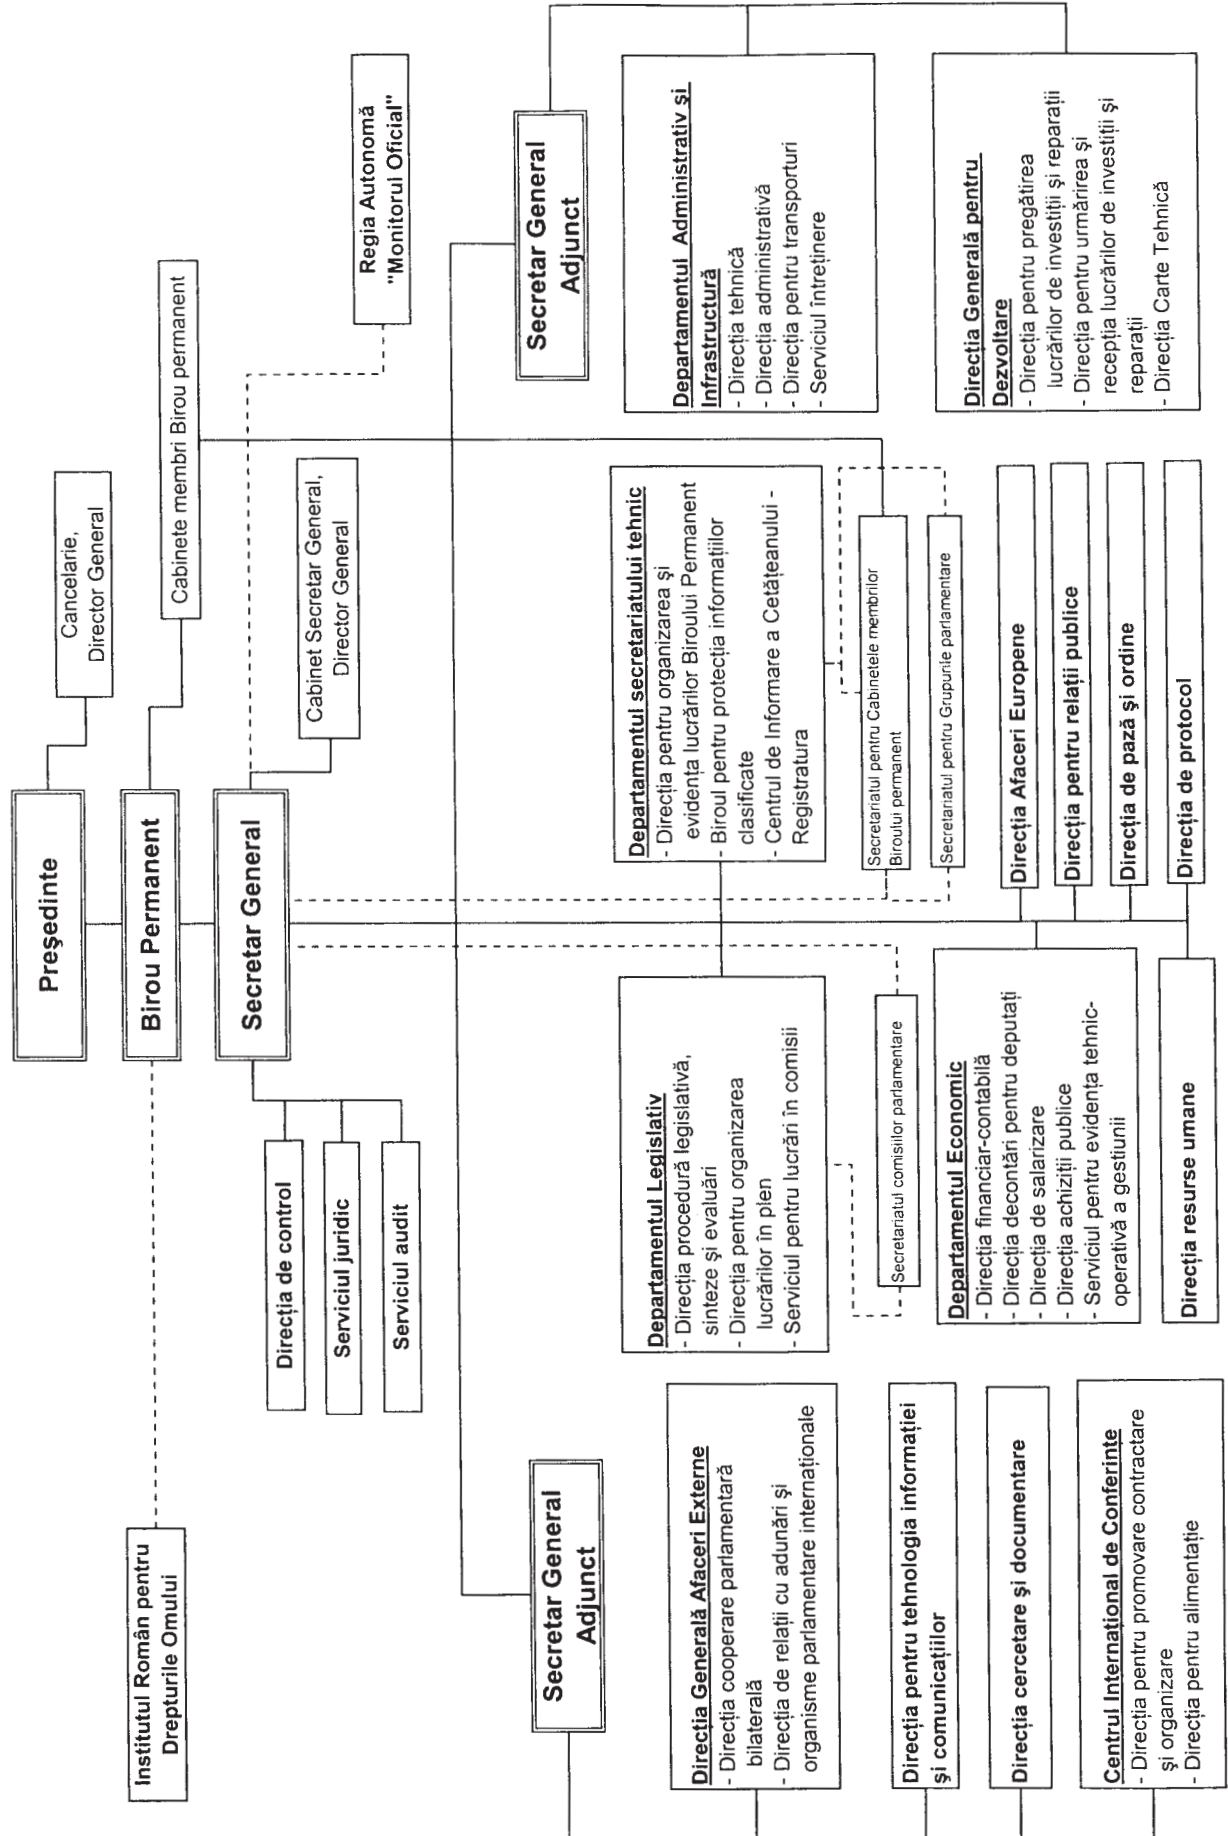 Președinte
Cancelarie,
Director General
Birou Permanent
Cabinete membri Birou permanent
Institutul Român pentru
Drepturile Omului
Secretar General
Cabinet Secretar General,
Director General
Regia Autonomă
"Monitorul Oficial"
Direcția de control
Serviciul juridic
Serviciul audit
Secretar General
Adjunct
Secretar General
Adjunct
Direcția Generală Afaceri Externe
- Direcția cooperare parlamentară
bilaterală
- Direcția de relații cu adunări și
organisme parlamentare internaționale
Direcția pentru tehnologia informației
și comunicațiilor
Direcția cercetare și documentare
Centrul Internațional de Conferințe
- Direcția pentru promovare contractare
și organizare
- Direcția pentru alimentație
Departamentul Legislativ
- Direcția procedură legislativă,
sinteze și evaluări
- Direcția pentru organizarea
lucrărilor în plen
- Serviciul pentru lucrări în comisii
Secretariatul comisiilor parlamentare
Departamentul Economic
- Direcția financiar-contabilă
- Direcția decontări pentru deputați
- Direcția de salarizare
- Direcția achiziții publice
- Serviciul pentru evidența tehnic-
operativă a gestiunii
Direcția resurse umane
Departamentul secretariatului tehnic
- Direcția pentru organizarea și
evidența lucrărilor Biroului Permanent
- Biroul pentru protecția informațiilor
clasificate
- Centrul de Informare a Cetățeanului -
Registratura
Secretariatul pentru Cabinetele membrilor
Biroului permanent
Secretariatul pentru Grupurile parlamentare
Direcția Afaceri Europene
Direcția pentru relații publice
Direcția de pază și ordine
Direcția de protocol
Departamentul Administrativ și
Infrastructură
- Direcția tehnică
- Direcția administrativă
- Direcția pentru transporturi
- Serviciul întreținere
Direcția Generală pentru
Dezvoltare
- Direcția pentru pregătirea
lucrărilor de investiții și reparații
- Direcția pentru urmărirea și
recepția lucrărilor de investiții și
reparații
- Direcția Carte Tehnică